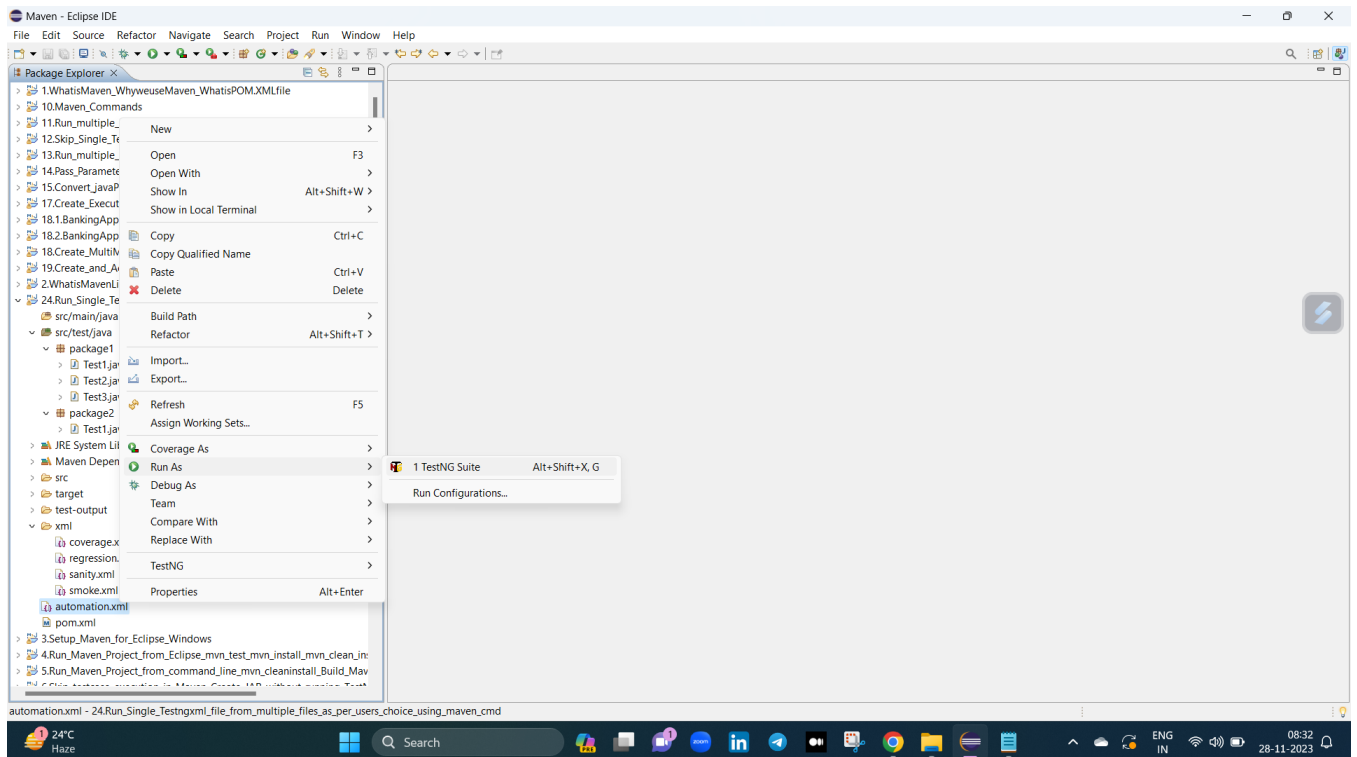 Maven - Eclipse IDE
File Edit Source Refactor Navigate Search Project Run Window Help
Package Explorer
1.WhatisMaven_WhyweuseMaven_WhatisPOM.XMLfile
10.Maven_Commands
11.Run_multiple_
12.Skip_Single_Te
13.Run_multiple_
14.Pass_Paramete
15.Convert_javaP
17.Create_Execut
18.1.BankingApp
18.2.BankingApp
18.Create_MultiM
19.Create_and_A
2.WhatisMavenLi
24.Run_Single_Te
src/main/java
src/test/java
package1
Test1.jav
Test2.jav
Test3.jav
package2
Test1.jav
JRE System Lib
Maven Depen
src
target
test-output
xml
coverage.x
regression.
sanity.xml
smoke.xml
automation.xml
pom.xml
3.Setup_Maven_for_Eclipse_Windows
4.Run_Maven_Project_from_Eclipse_mvn_test_mvn_install_mvn_clean_ins
5.Run_Maven_Project_from_command_line_mvn_cleaninstall_Build_Mav
New
Open F3
Open With
Show In Alt+Shift+W
Show in Local Terminal
Copy Ctrl+C
Copy Qualified Name
Paste Ctrl+V
Delete Delete
Build Path
Refactor Alt+Shift+T
Import...
Export...
Refresh F5
Assign Working Sets...
Coverage As
Run As
Debug As
Team
Compare With
Replace With
TestNG
Properties Alt+Enter
1 TestNG Suite Alt+Shift+X, G
Run Configurations...
automation.xml - 24.Run_Single_Testngxml_file_from_multiple_files_as_per_users_choice_using_maven_cmd
1
24°C
Haze
Search
PRE
1
zoom
in
ENG
IN
08:32
28-11-2023